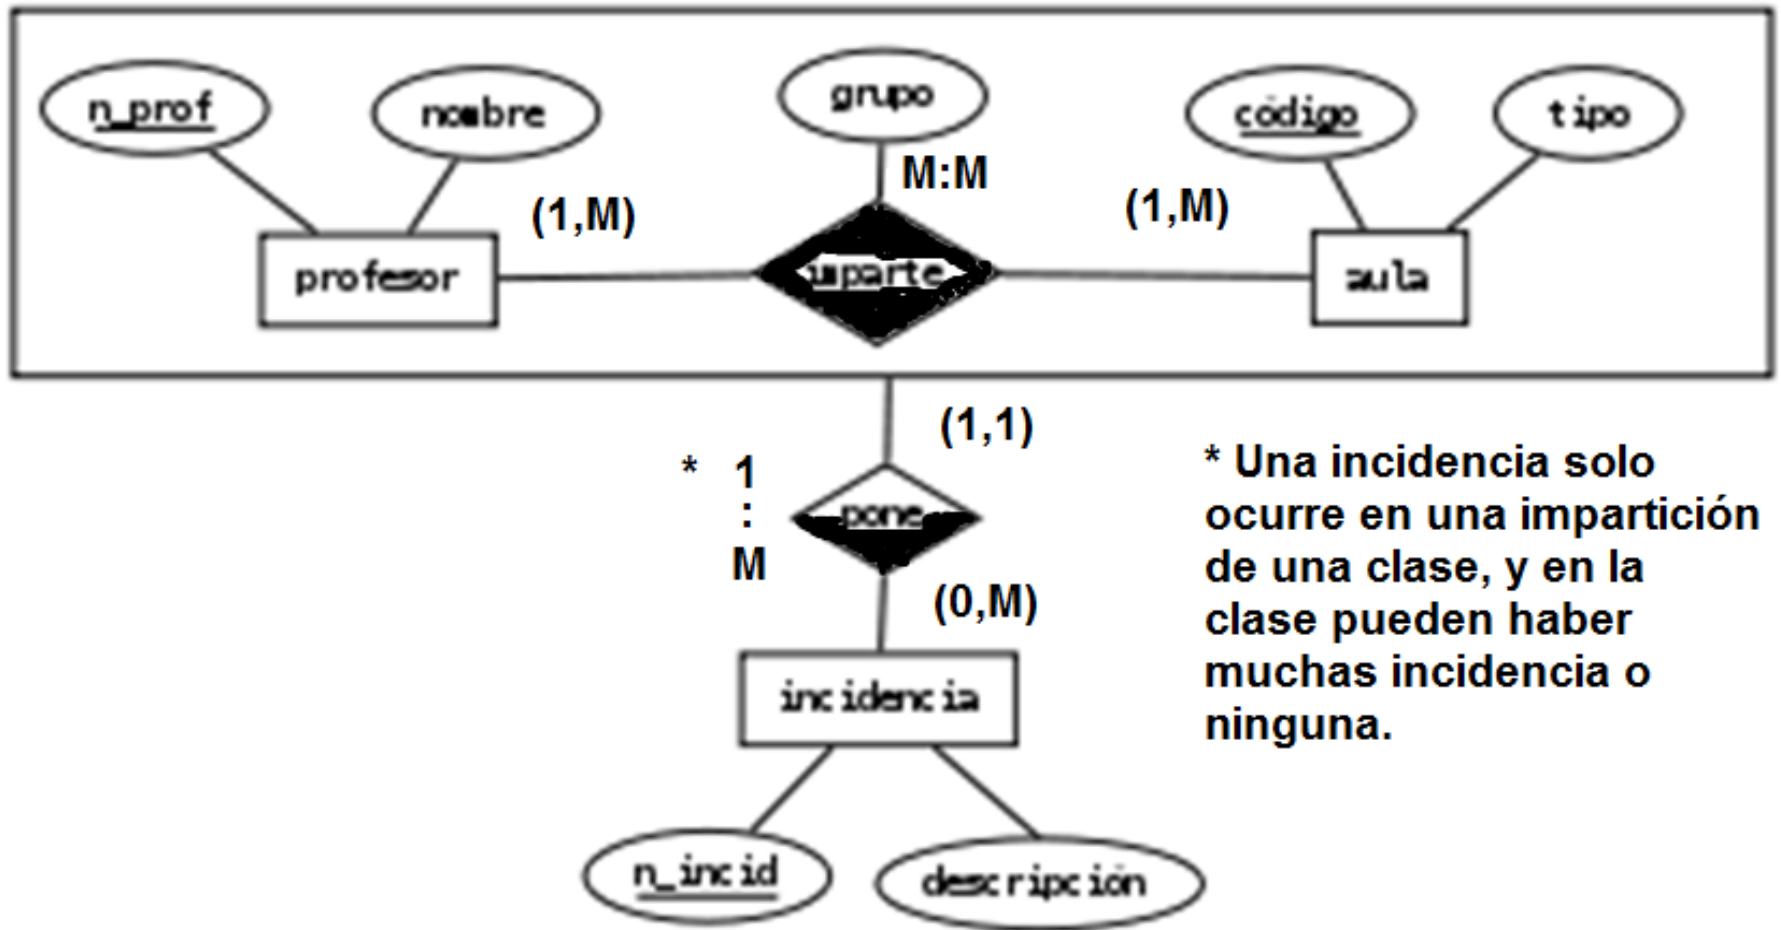 n_prof
nombre
grupo
código
tipo
M:M
(1,M)
(1,M)
profesor
imparte
aula
(1,1)
* 1
:
M
pone
(0,M)
* Una incidencia solo
ocurre en una impartición
de una clase, y en la
clase pueden haber
muchas incidencia o
ninguna.
incidencia
n_incid
descripción